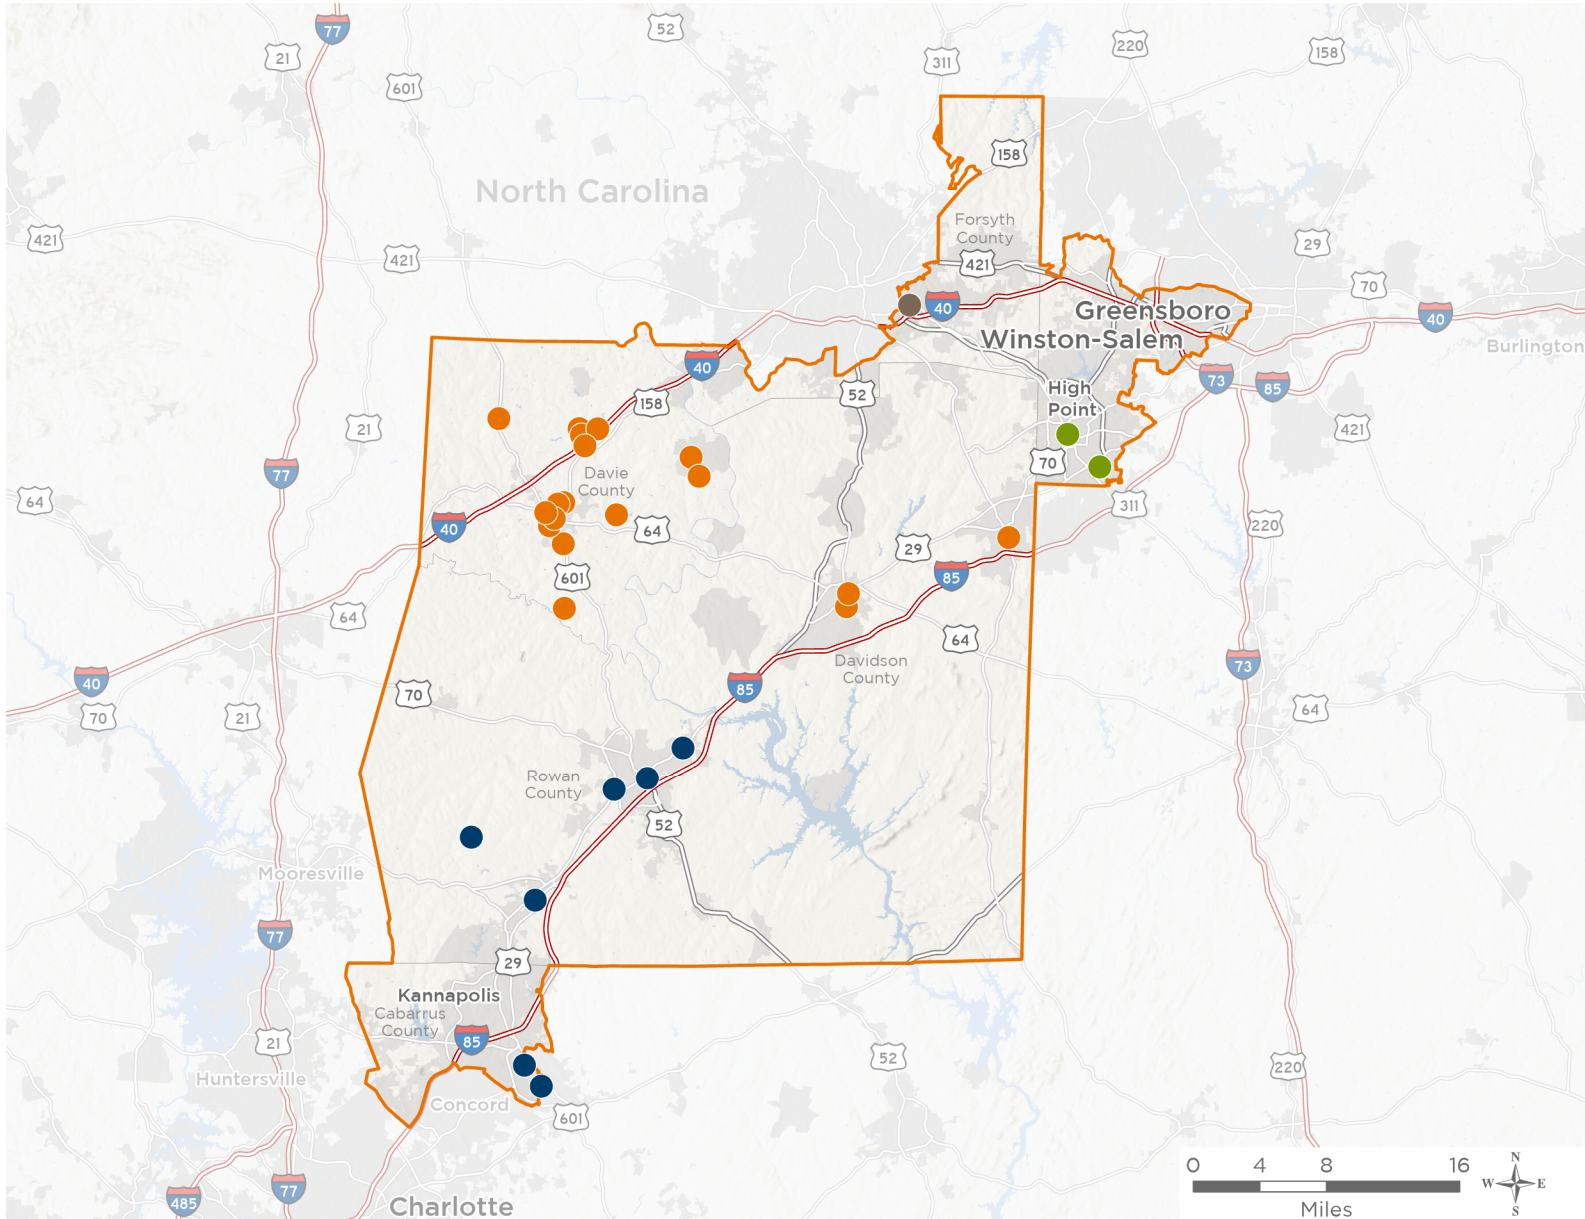 77
52
220
158
21
311
601
158
North Carolina
Forsyth
County
421
421
421
29
70
40
Greensboro
40
Winston-Salem
Burlington
40
73
85
High
Point
52
158
21
421
70
77
Davie
County
64
311
220
40
64
29
85
601
64
64
Davidson
County
73
40
85
70
70
21
64
Rowan
County
52
Mooresville
77
29
Kannapolis
Cabarrus
County
85
21
52
220
Huntersville
Concord
601
0 4 8 16
Miles
N
W E
S
77
485
Charlotte